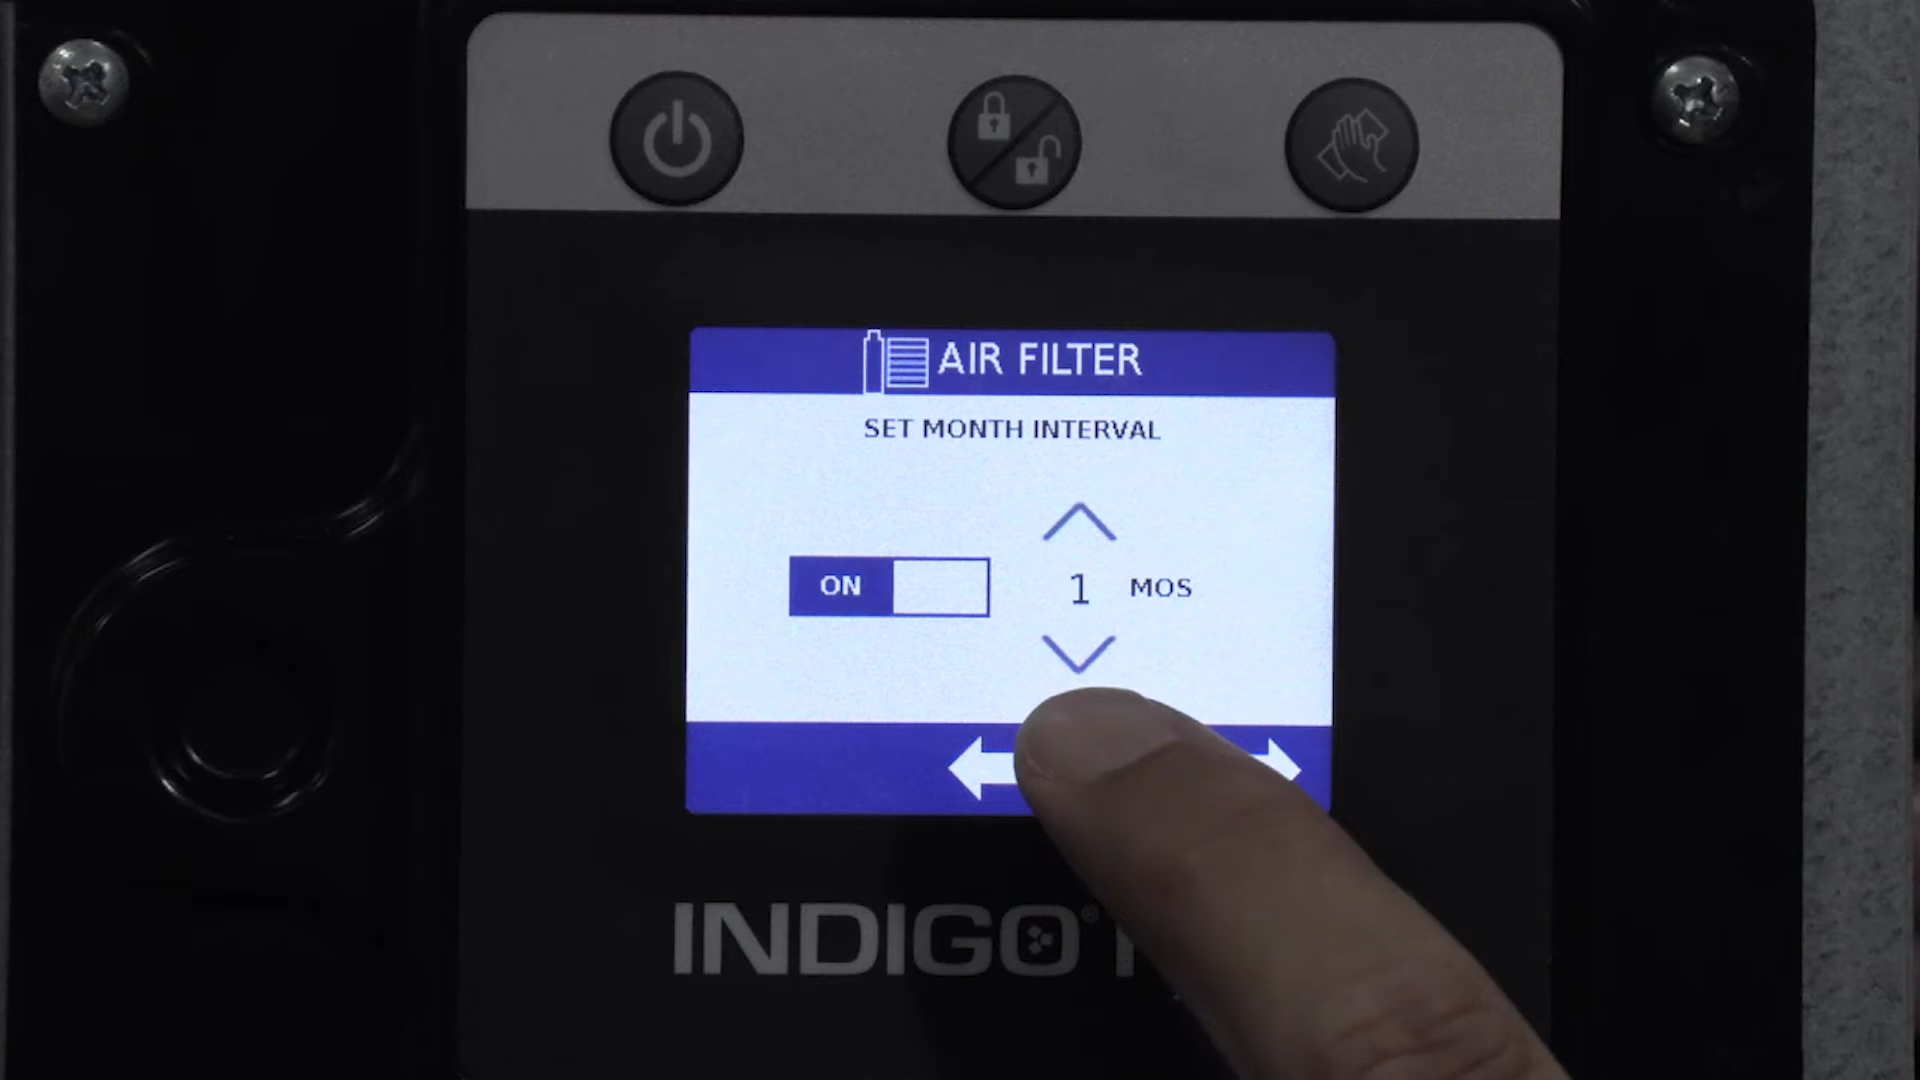 AIR FILTER
SET MONTH INTERVAL
ON
1 MOS
INDIGO®